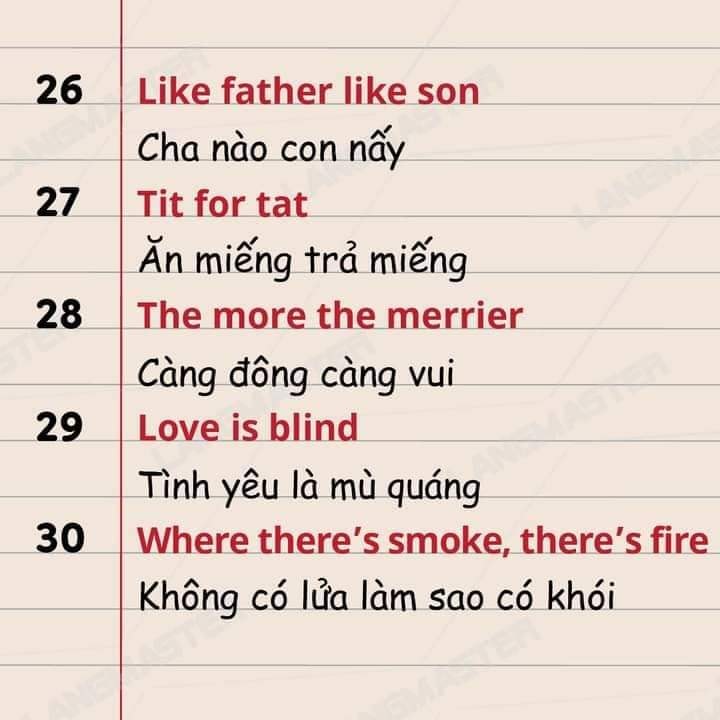 26 Like father like son
Cha nào con nấy
27 Tit for tat
Ăn miếng trả miếng
28 The more the merrier
Càng đông càng vui
29 Love is blind
Tình yêu là mù quáng
30 Where there’s smoke, there’s fire
Không có lửa làm sao có khói
LANGMASTER